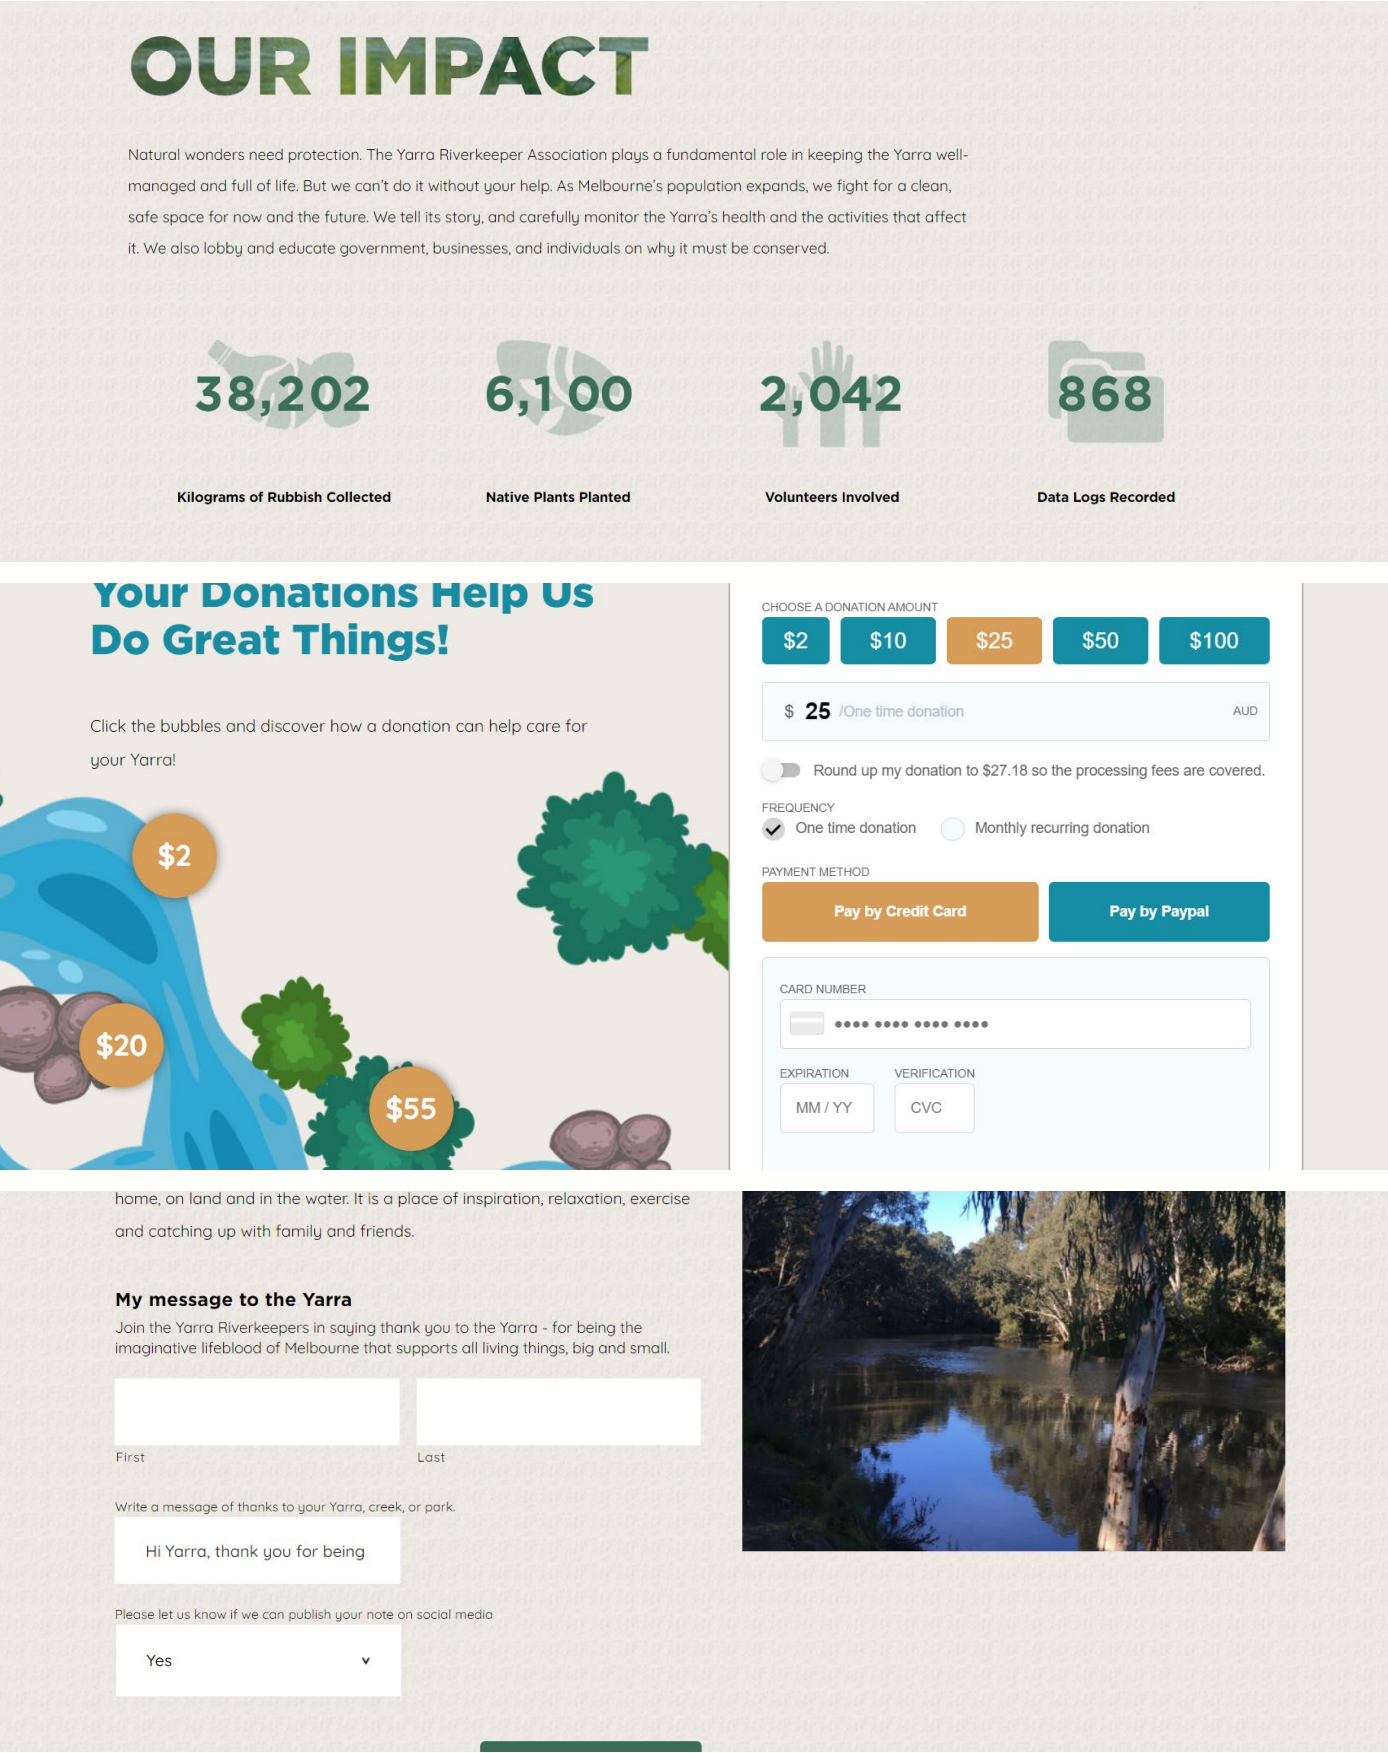 OUR IMPACT
Natural wonders need protection. The Yarra Riverkeeper Association plays a fundamental role in keeping the Yarra well-
managed and full of life. But we can't do it without your help. As Melbourne's population expands, we fight for a clean,
safe space for now and the future. We tell its story, and carefully monitor the Yarra's health and the activities that affect
it. We also lobby and educate government, businesses, and individuals on why it must be conserved.
38,202
6,100
2,042
868
Kilograms of Rubbish Collected
Native Plants Planted
Volunteers Involved
Data Logs Recorded
Your Donations Help Us
Do Great Things!
Click the bubbles and discover how a donation can help care for
your Yarra!
$2
$20
$55
CHOOSE A DONATION AMOUNT
$2
$10
$25
$50
$100
$ 25 /One time donation AUD
Round up my donation to $27.18 so the processing fees are covered.
FREQUENCY
One time donation
Monthly recurring donation
PAYMENT METHOD
Pay by Credit Card
Pay by Paypal
CARD NUMBER
•••• •••• •••• ••••
EXPIRATION
VERIFICATION
MM / YY
CVC
home, on land and in the water. It is a place of inspiration, relaxation, exercise
and catching up with family and friends.
My message to the Yarra
Join the Yarra Riverkeepers in saying thank you to the Yarra - for being the
imaginative lifeblood of Melbourne that supports all living things, big and small.
First
Last
Write a message of thanks to your Yarra, creek, or park.
Hi Yarra, thank you for being
Please let us know if we can publish your note on social media
Yes